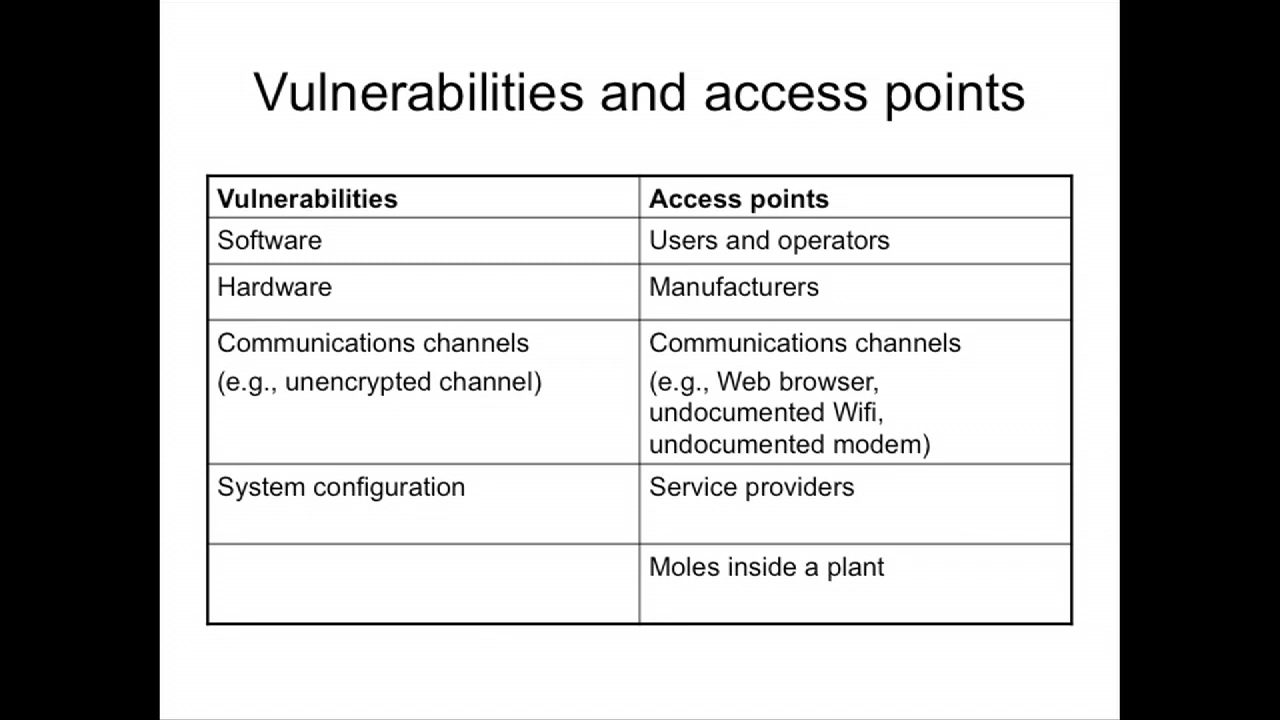 Vulnerabilities and access points
Vulnerabilities
Access points
Software
Users and operators
Hardware
Manufacturers
Communications channels
(e.g., unencrypted channel)
Communications channels
(e.g., Web browser,
undocumented Wifi,
undocumented modem)
System configuration
Service providers
Moles inside a plant